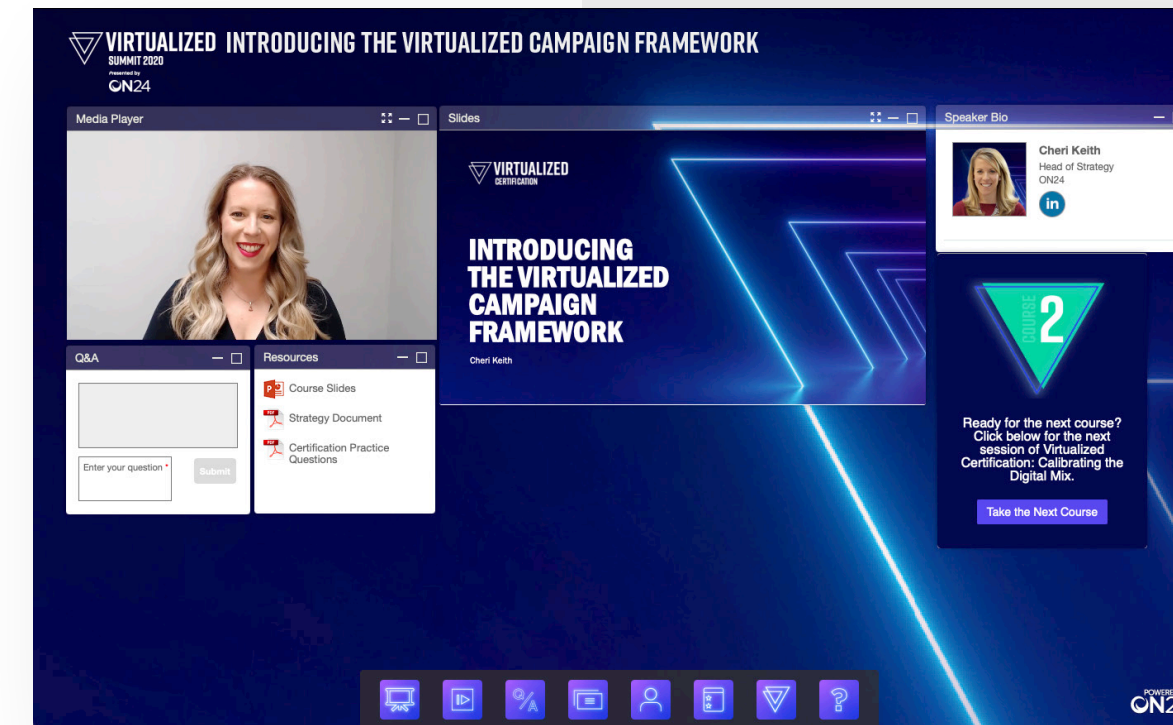 VIRTUALIZED INTRODUCING THE VIRTUALIZED CAMPAIGN FRAMEWORK
SUMMIT 2020
Presented by
ON24
Media Player
Slides
Speaker Bio
VIRTUALIZED
CERTIFICATION
INTRODUCING
THE VIRTUALIZED
CAMPAIGN
FRAMEWORK
Cheri Keith
Cheri Keith
Head of Strategy
ON24
in
COURSE
2
Ready for the next course?
Click below for the next
session of Virtualized
Certification: Calibrating the
Digital Mix.
Take the Next Course
Q&A
Enter your question *
Submit
Resources
Course Slides
Strategy Document
Certification Practice
Questions
Q/A
?